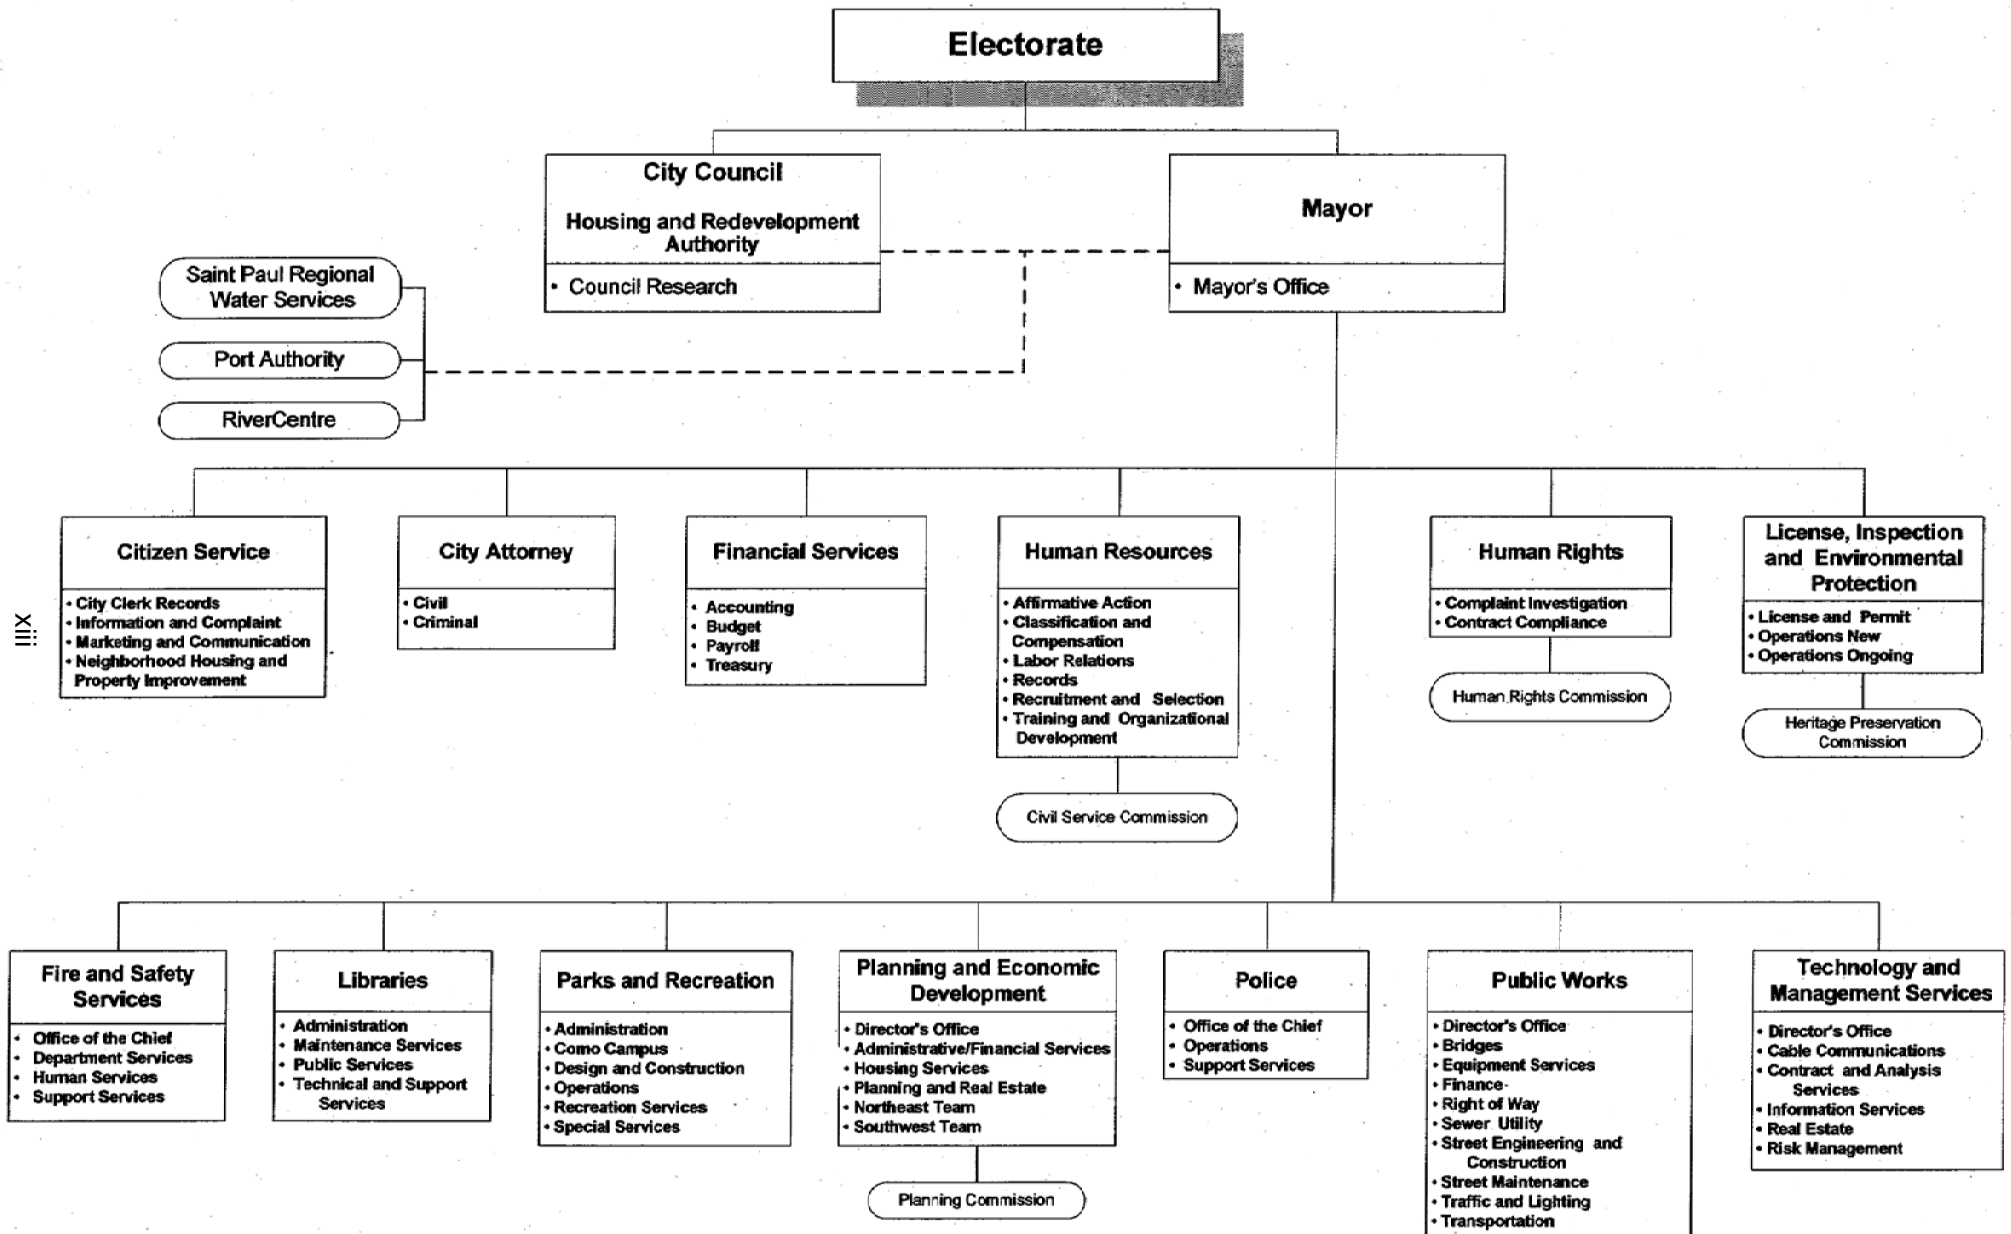 Electorate
City Council
Housing and Redevelopment
Authority
• Council Research
Mayor
• Mayor's Office
Saint Paul Regional
Water Services
Port Authority
RiverCentre
Citizen Service
• City Clerk Records
• Information and Complaint
• Marketing and Communication
• Neighborhood Housing and
Property Improvement
City Attorney
• Civil
• Criminal
Financial Services
• Accounting
• Budget
• Payroll
• Treasury
Human Resources
• Affirmative Action
• Classification and
Compensation
• Labor Relations
• Records
• Recruitment and Selection
• Training and Organizational
Development
Civil Service Commission
Human Rights
• Complaint Investigation
• Contract Compliance
Human Rights Commission
License, Inspection
and Environmental
Protection
• License and Permit
• Operations New
• Operations Ongoing
Heritage Preservation
Commission
xiii
Fire and Safety
Services
• Office of the Chief
• Department Services
• Human Services
• Support Services
Libraries
• Administration
• Maintenance Services
• Public Services
• Technical and Support
Services
Parks and Recreation
• Administration
• Como Campus
• Design and Construction
• Operations
• Recreation Services
• Special Services
Planning and Economic
Development
• Director's Office
• Administrative/Financial Services
• Housing Services
• Planning and Real Estate
• Northeast Team
• Southwest Team
Planning Commission
Police
• Office of the Chief
• Operations
• Support Services
Public Works
• Director's Office
• Bridges
• Equipment Services
• Finance
• Right of Way
• Sewer Utility
• Street Engineering and
Construction
• Street Maintenance
• Traffic and Lighting
• Transportation
Technology and
Management Services
• Director's Office
• Cable Communications
• Contract and Analysis
Services
• Information Services
• Real Estate
• Risk Management